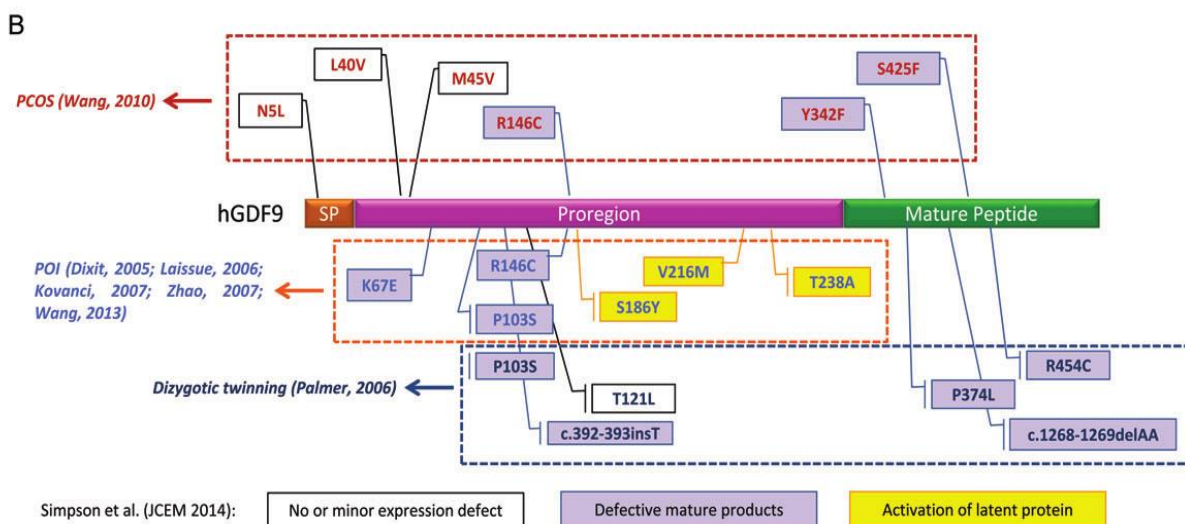 B
L40V
S425F
M45V
PCOS (Wang, 2010)
N5L
R146C
Y342F
hGDF9
SP
Proregion
Mature Peptide
POI (Dixit, 2005; Laissue, 2006;
Kovanci, 2007; Zhao, 2007;
Wang, 2013)
K67E
R146C
V216M
T238A
S186Y
P103S
P103S
R454C
Dizygotic twinning (Palmer, 2006)
T121L
P374L
c.392-393insT
c.1268-1269delAA
Simpson et al. (JCEM 2014):
No or minor expression defect
Defective mature products
Activation of latent protein